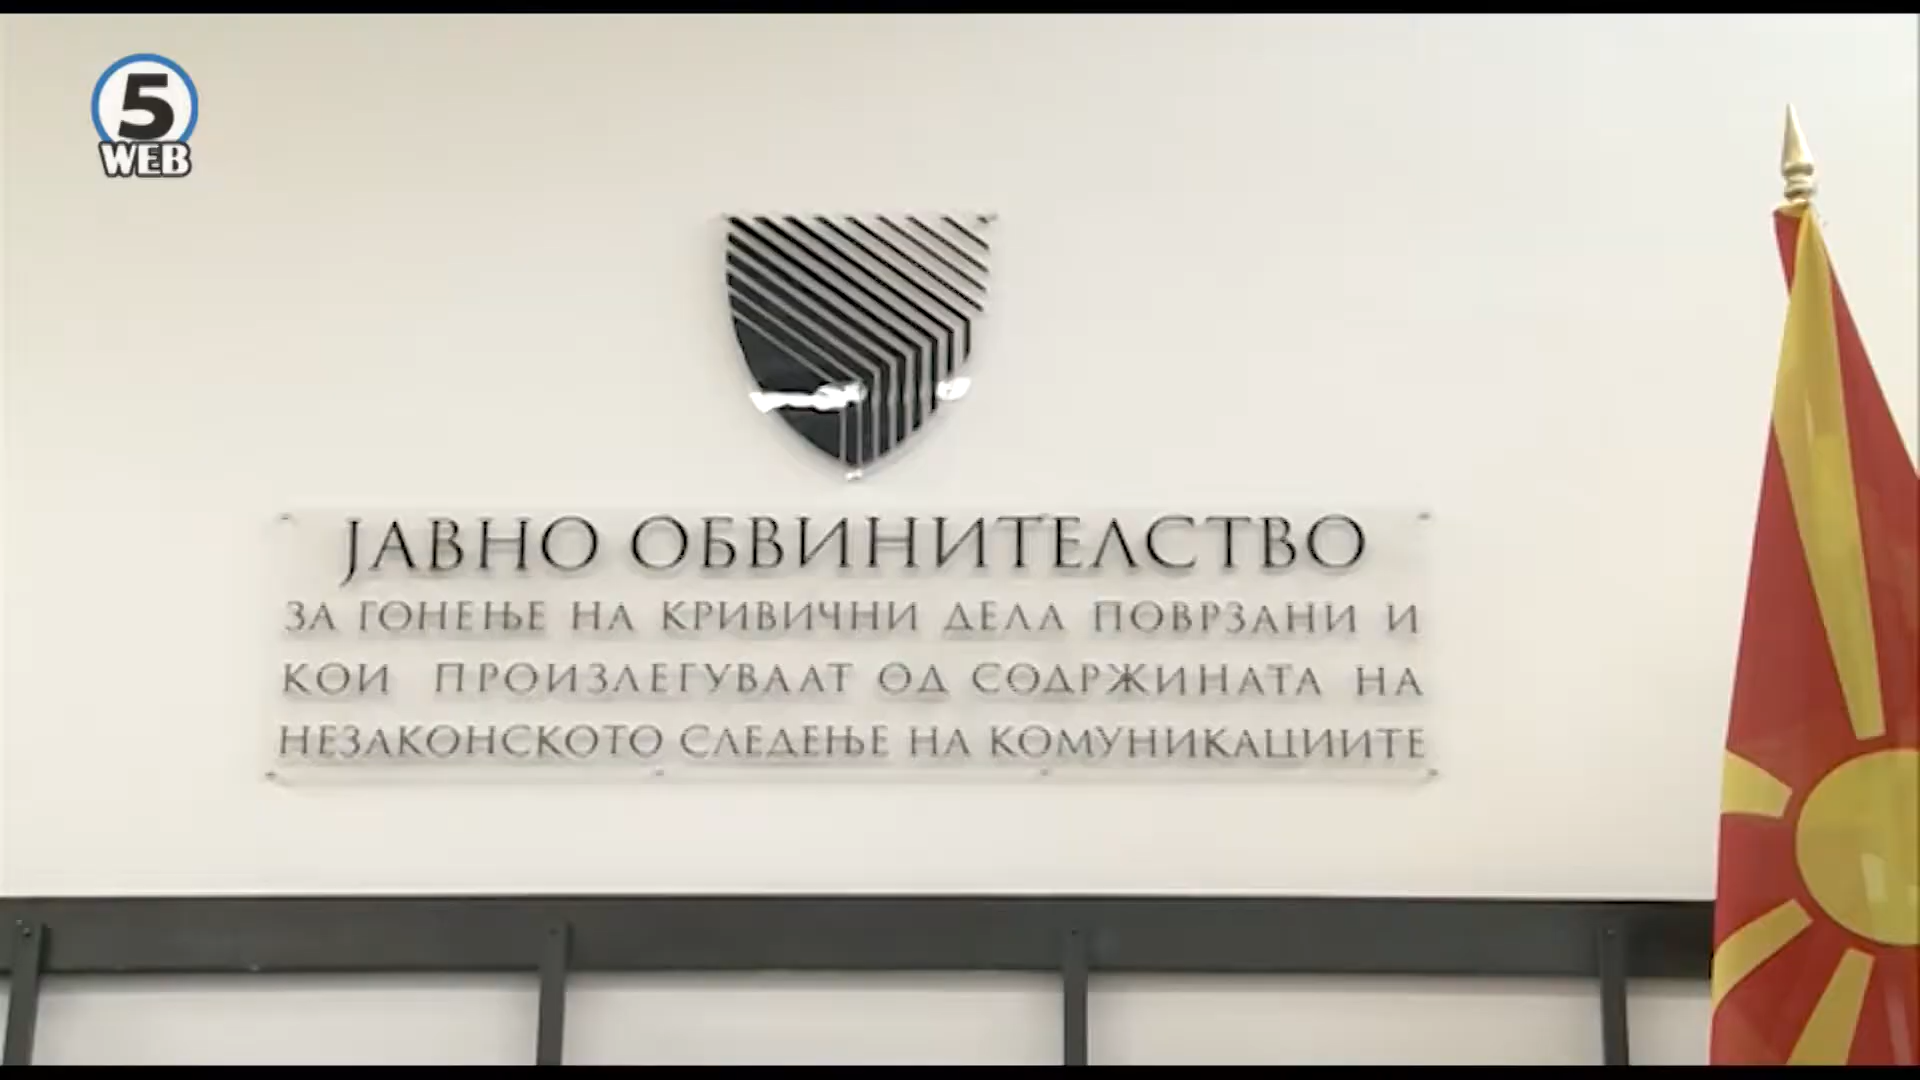 5
WEB
ЈАВНО ОБВИНИТЕЛСТВО
ЗА ГОНЕЊЕ НА КРИВИЧНИ ДЕЛА ПОВРЗАНИ И
КОИ ПРОИЗЛЕГУВААТ ОД СОДРЖИНАТА НА
НЕЗАКОНСКОТО СЛЕДЕЊЕ НА КОМУНИКАЦИИТЕ